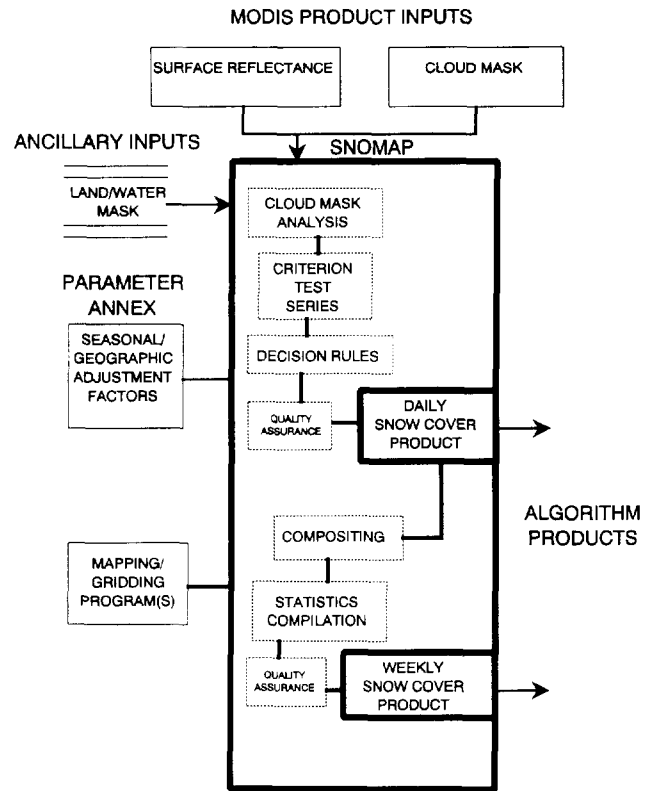 MODIS PRODUCT INPUTS
SURFACE REFLECTANCE
CLOUD MASK
ANCILLARY INPUTS
SNOMAP
LAND/WATER
MASK
CLOUD MASK
ANALYSIS
CRITERION
TEST
SERIES
PARAMETER
ANNEX
SEASONAL/
GEOGRAPHIC
ADJUSTMENT
FACTORS
DECISION RULES
QUALITY
ASSURANCE
DAILY
SNOW COVER
PRODUCT
ALGORITHM
PRODUCTS
COMPOSITING
MAPPING/
GRIDDING
PROGRAM(S)
STATISTICS
COMPILATION
QUALITY
ASSURANCE
WEEKLY
SNOW COVER
PRODUCT